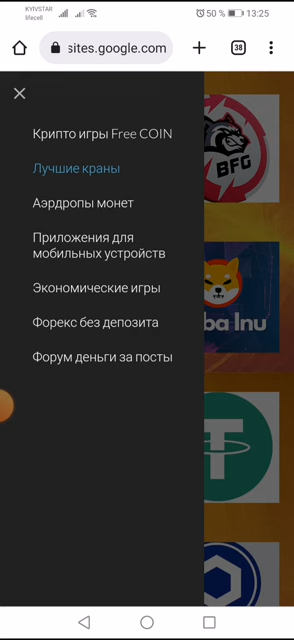 KYIVSTAR
lifecell
50 %
13:25
sites.google.com
38
Крипто игры Free COIN
Лучшие краны
BFG
Аэрдропы монет
Приложения для
мобильных устройств
Экономические игры
ba Inu
Форекс без депозита
Форум деньги за посты